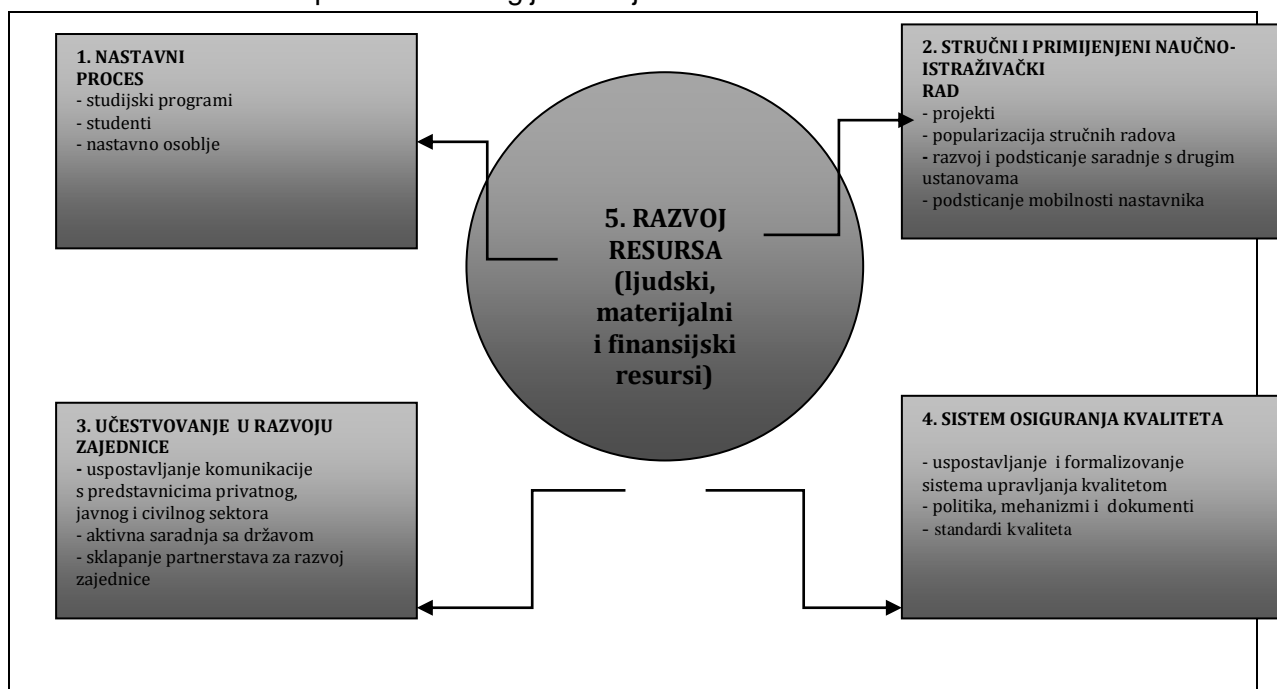 1. NASTAVNI
PROCES
- studijski programi
- studenti
- nastavno osoblje
2. STRUČNI I PRIMIJENJENI NAUČNO-
ISTRAŽIVAČKI
RAD
- projekti
- popularizacija stručnih radova
- razvoj i podsticanje saradnje s drugim
ustanovama
- podsticanje mobilnosti nastavnika
5. RAZVOJ
RESURSA
(ljudski,
materijalni
i finansijski
resursi)
3. UČESTVOVANJE U RAZVOJU
ZAJEDNICE
- uspostavljanje komunikacije
s predstavnicima privatnog,
javnog i civilnog sektora
- aktivna saradnja sa državom
- sklapanje partnerstava za razvoj
zajednice
4. SISTEM OSIGURANJA KVALITETA
- uspostavljanje i formalizovanje
sistema upravljanja kvalitetom
- politika, mehanizmi i dokumenti
- standardi kvaliteta